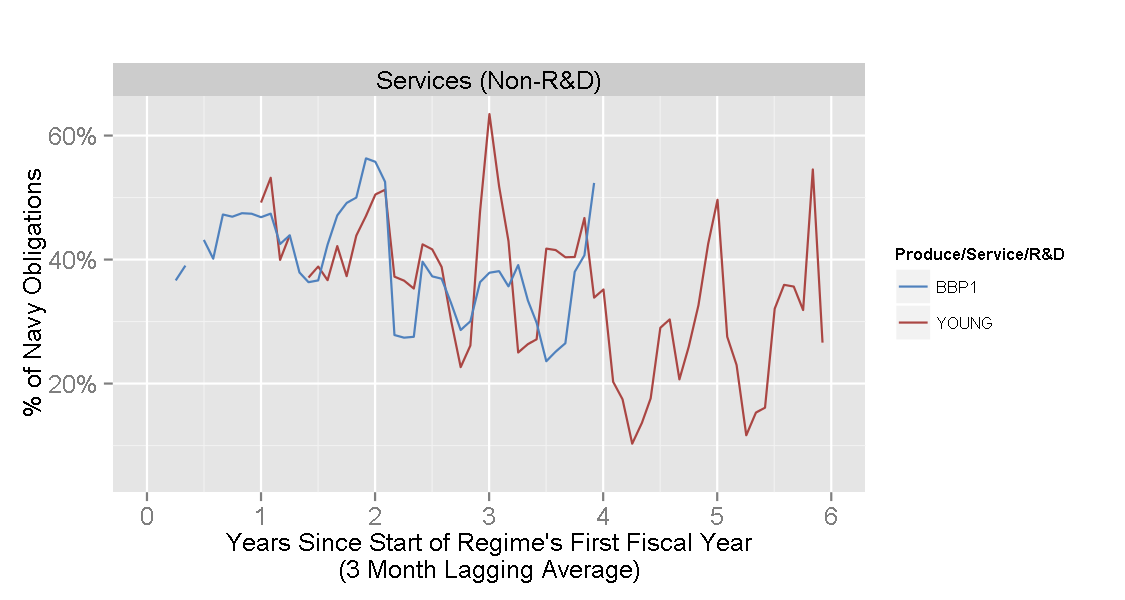 Services (Non-R&D)
60%
40%
20%
% of Navy Obligations
0 1 2 3 4 5 6
Years Since Start of Regime's First Fiscal Year
(3 Month Lagging Average)
Produce/Service/R&D
BBP1
YOUNG